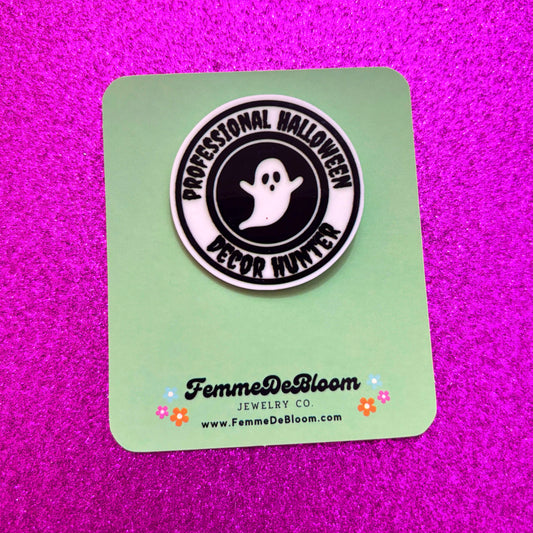 PROFESSIONAL HALLOWEEN
DECOR HUNTER
FemmeDeBloom
JEWELRY CO.
www.FemmeDeBloom.com